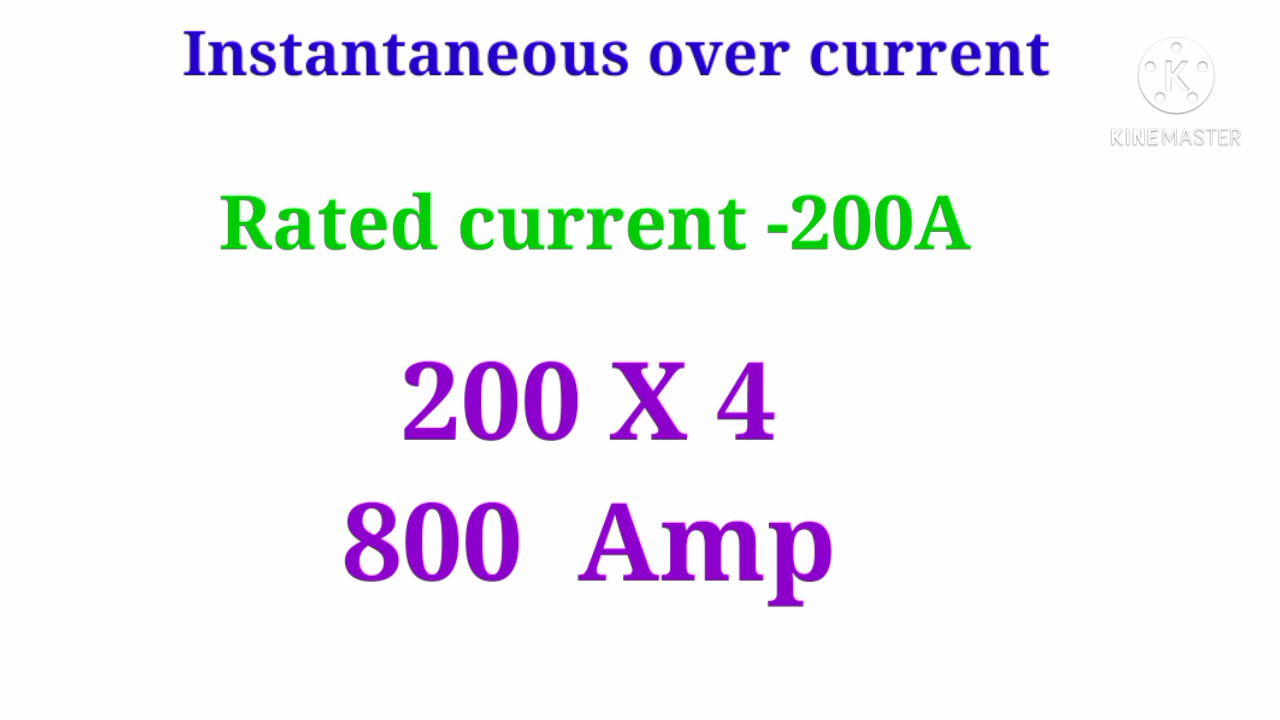 Instantaneous over current
K
KINEMASTER
Rated current -200A
200 X 4
800 Amp